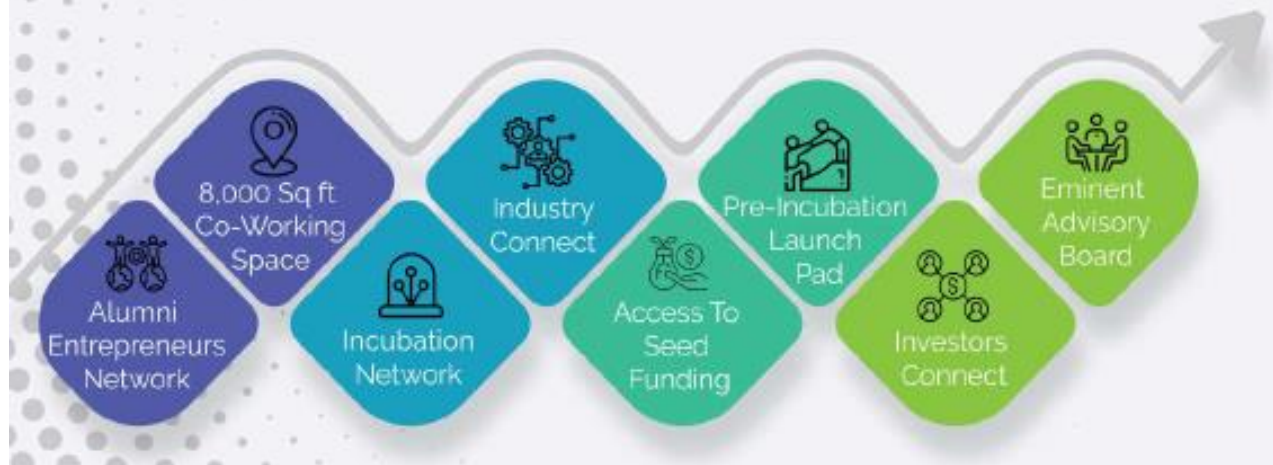 Alumni
Entrepreneurs
Network
8,000 Sq ft
Co-Working
Space
Incubation
Network
Industry
Connect
Access To
Seed
Funding
Pre-Incubation
Launch
Pad
Investors
Connect
Eminent
Advisory
Board